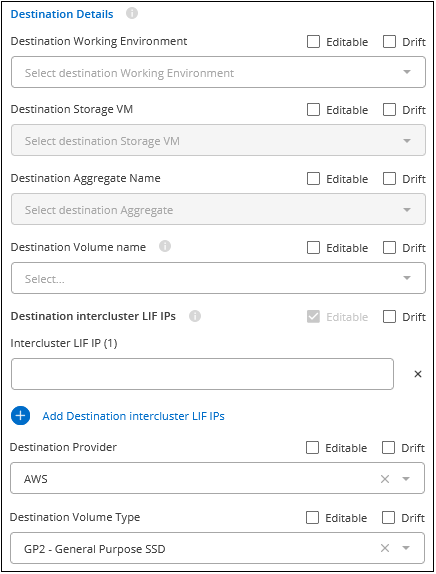 Destination Details i
Destination Working Environment Editable Drift
Select destination Working Environment
Destination Storage VM Editable Drift
Select destination Storage VM
Destination Aggregate Name Editable Drift
Select destination Aggregate
Destination Volume name i Editable Drift
Select...
Destination intercluster LIF IPs i Editable Drift
Intercluster LIF IP (1)
Add Destination intercluster LIF IPs
Destination Provider Editable Drift
AWS
Destination Volume Type Editable Drift
GP2 - General Purpose SSD